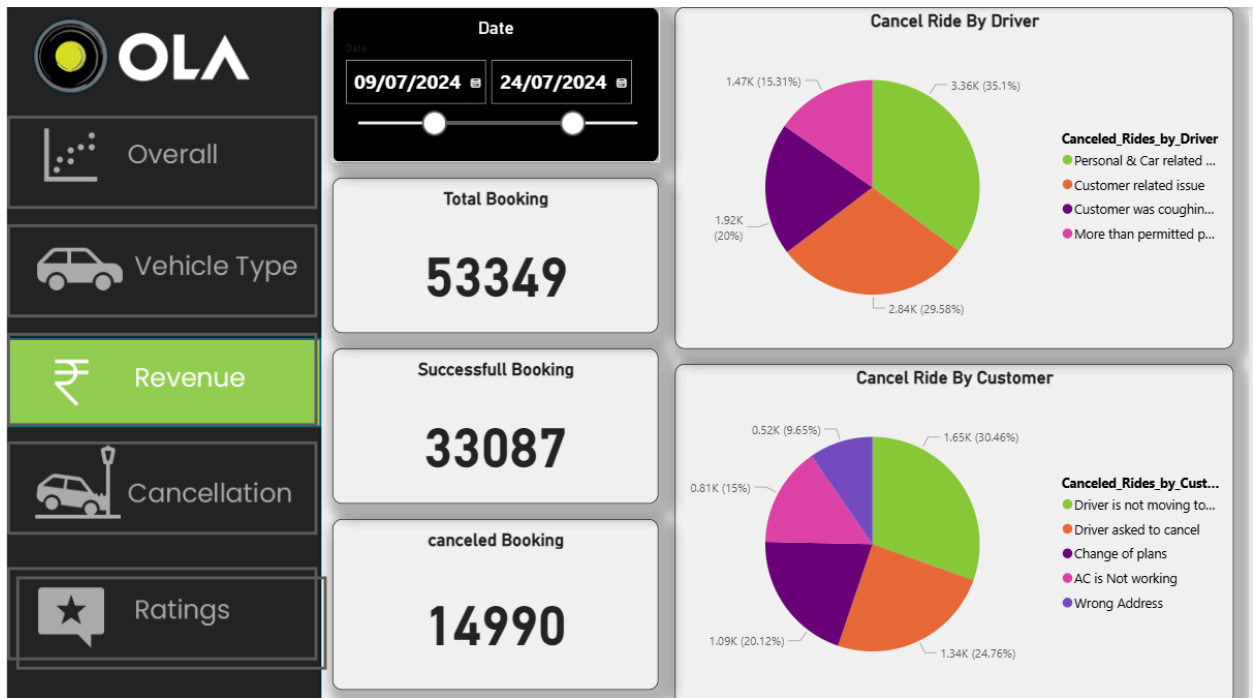 OLA
Overall
Vehicle Type
Revenue
Cancellation
Ratings
Date
Date
09/07/2024
24/07/2024
Total Booking
53349
Successfull Booking
33087
canceled Booking
14990
Cancel Ride By Driver
1.47K (15.31%)
3.36K (35.1%)
1.92K
(20%)
2.84K (29.58%)
Canceled_Rides_by_Driver
Personal & Car related ...
Customer related issue
Customer was coughin...
More than permitted p...
Cancel Ride By Customer
0.52K (9.65%)
1.65K (30.46%)
0.81K (15%)
1.09K (20.12%)
1.34K (24.76%)
Canceled_Rides_by_Cust...
Driver is not moving to...
Driver asked to cancel
Change of plans
AC is Not working
Wrong Address